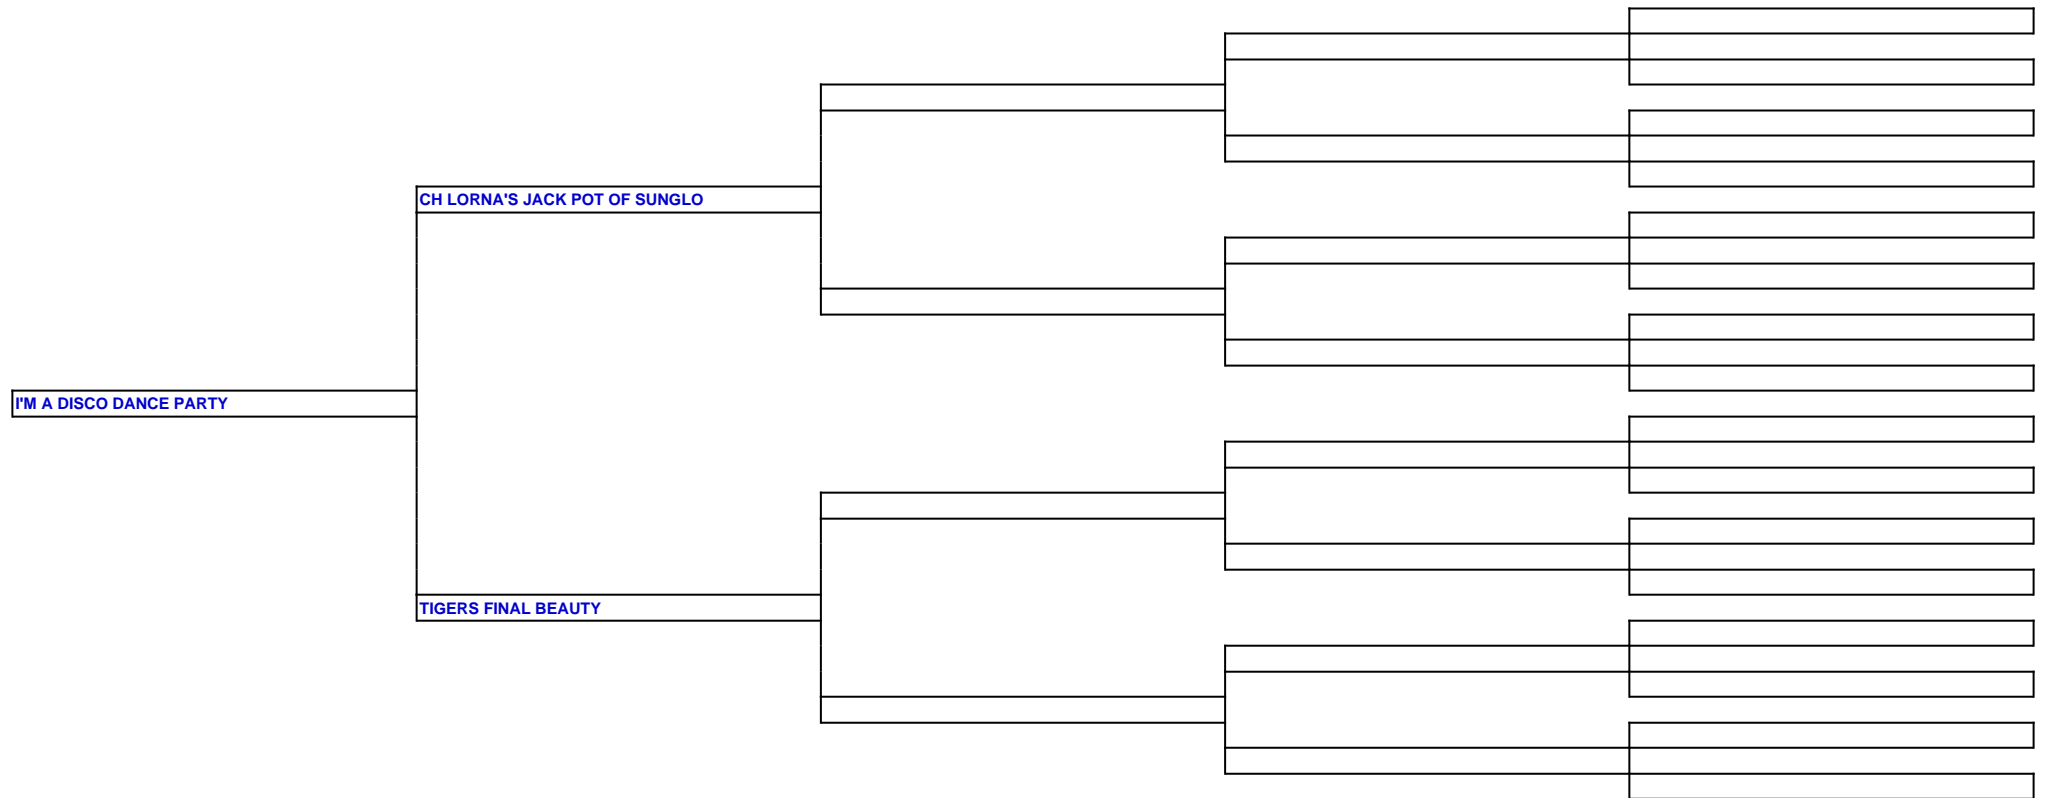 CH LORNA'S JACK POT OF SUNGLO
I'M A DISCO DANCE PARTY
TIGERS FINAL BEAUTY